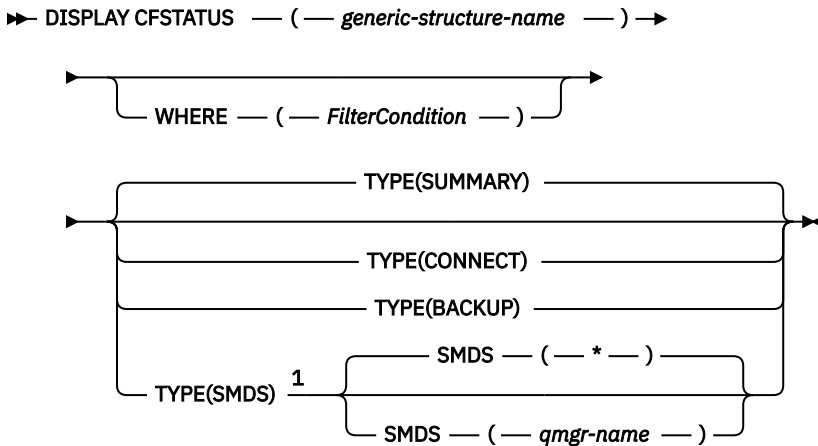 DISPLAY CFSTATUS ( generic-structure-name )
WHERE ( FilterCondition )
TYPE(SUMMARY)
TYPE(CONNECT)
TYPE(BACKUP)
SMDS ( * )
TYPE(SMDS) 1
SMDS ( qmgr-name )